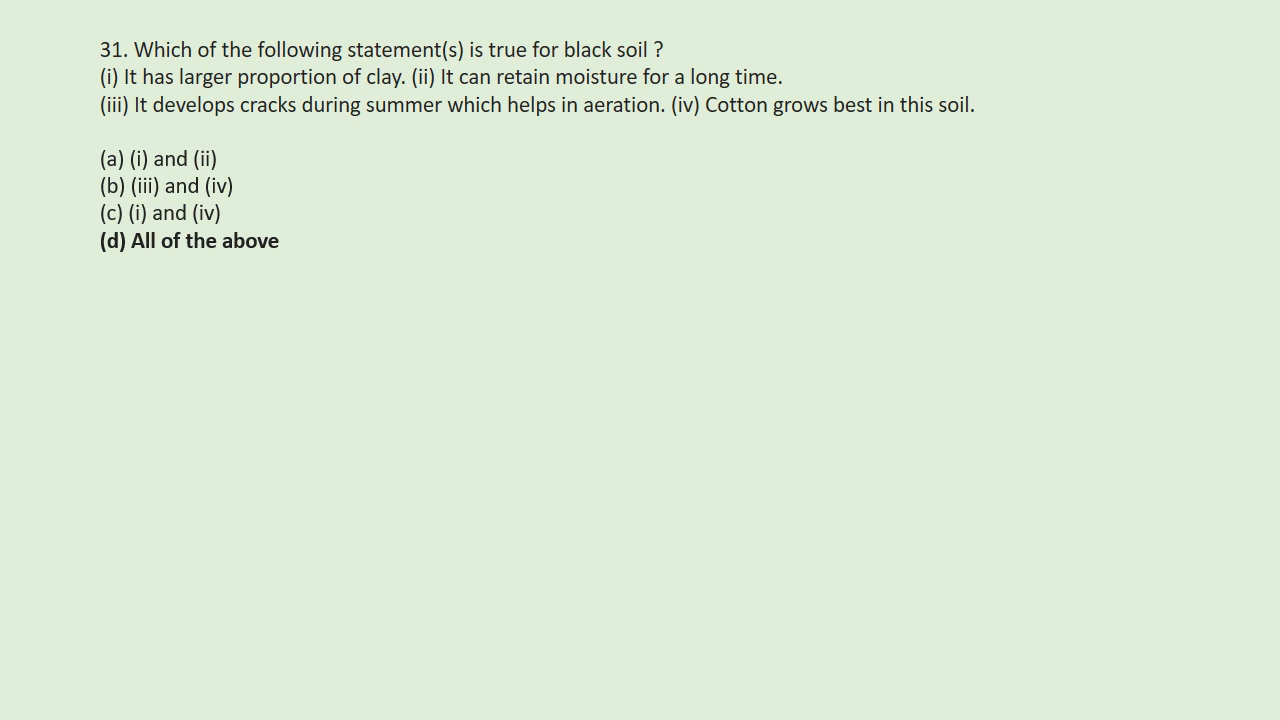 31. Which of the following statement(s) is true for black soil ?
(i) It has larger proportion of clay. (ii) It can retain moisture for a long time.
(iii) It develops cracks during summer which helps in aeration. (iv) Cotton grows best in this soil.
(a) (i) and (ii)
(b) (iii) and (iv)
(c) (i) and (iv)
(d) All of the above